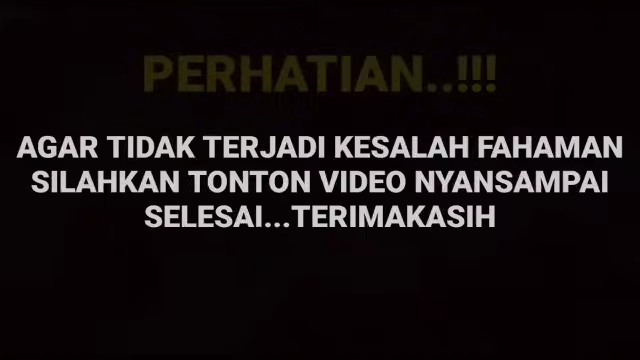 PERHATIAN..!!!
AGAR TIDAK TERJADI KESALAH FAHAMAN
SILAHKAN TONTON VIDEO NYANSAMPAI
SELESAI...TERIMAKASIH